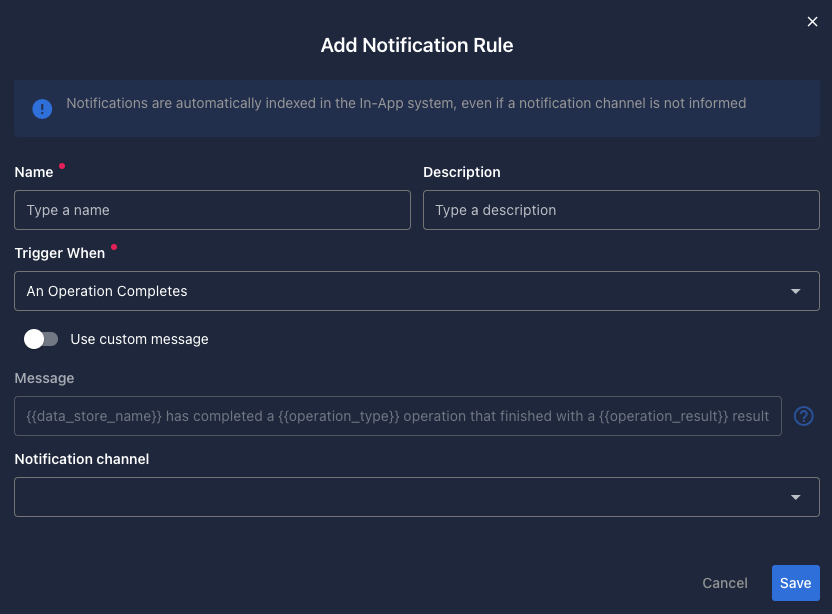 Add Notification Rule
Notifications are automatically indexed in the In-App system, even if a notification channel is not informed
Name
Description
Type a name
Type a description
Trigger When
An Operation Completes
Use custom message
Message
{{data_store_name}} has completed a {{operation_type}} operation that finished with a {{operation_result}} result
Notification channel
Cancel
Save